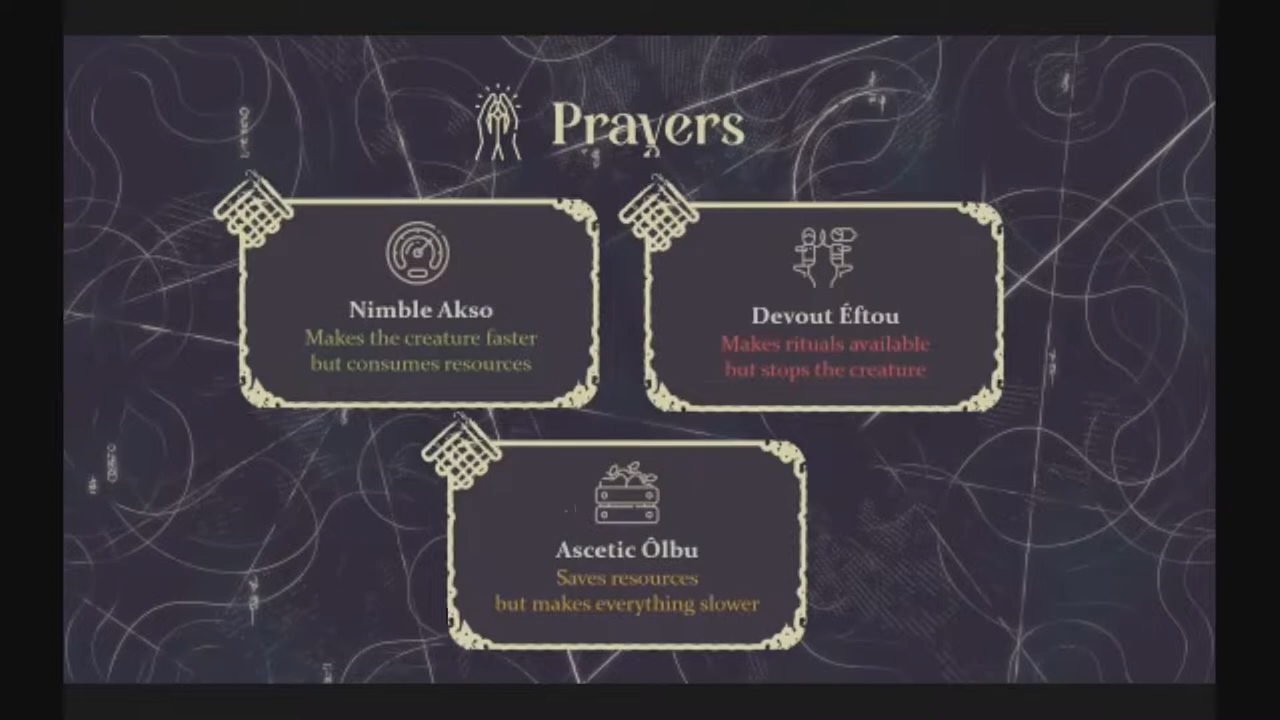 Prayers
Nimble Akso
Makes the creature faster
but consumes resources
Devout Éftou
Makes rituals available
but stops the creature
Ascetic Ôlbu
Saves resources
but makes everything slower